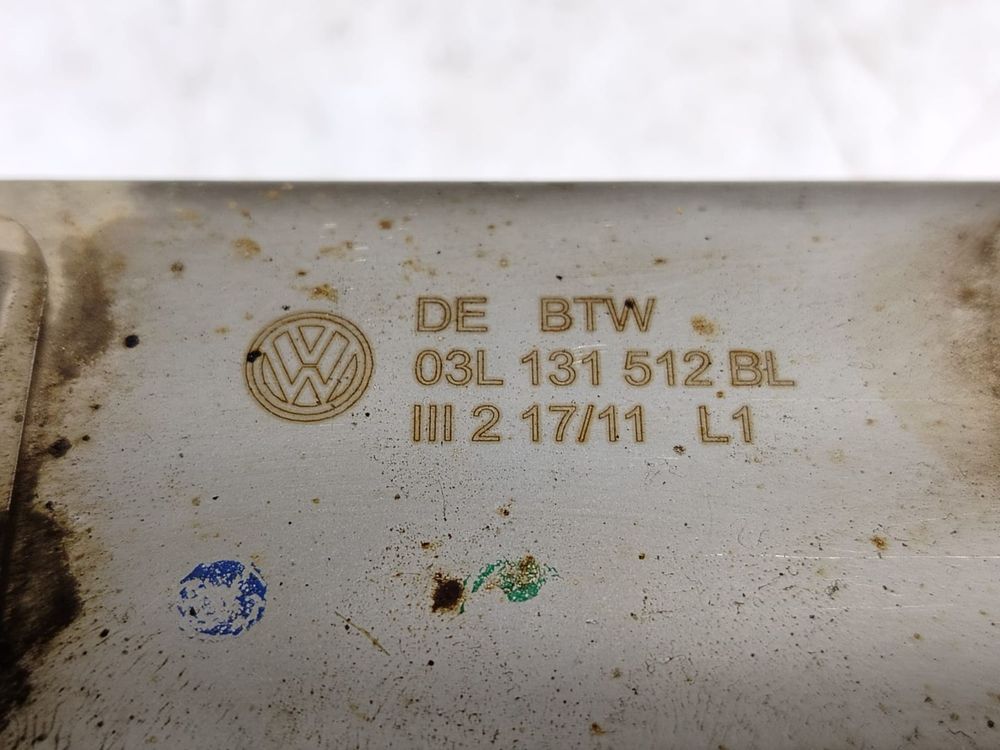 DE BTW
03L 131 512 BL
III 2 17/11 L1